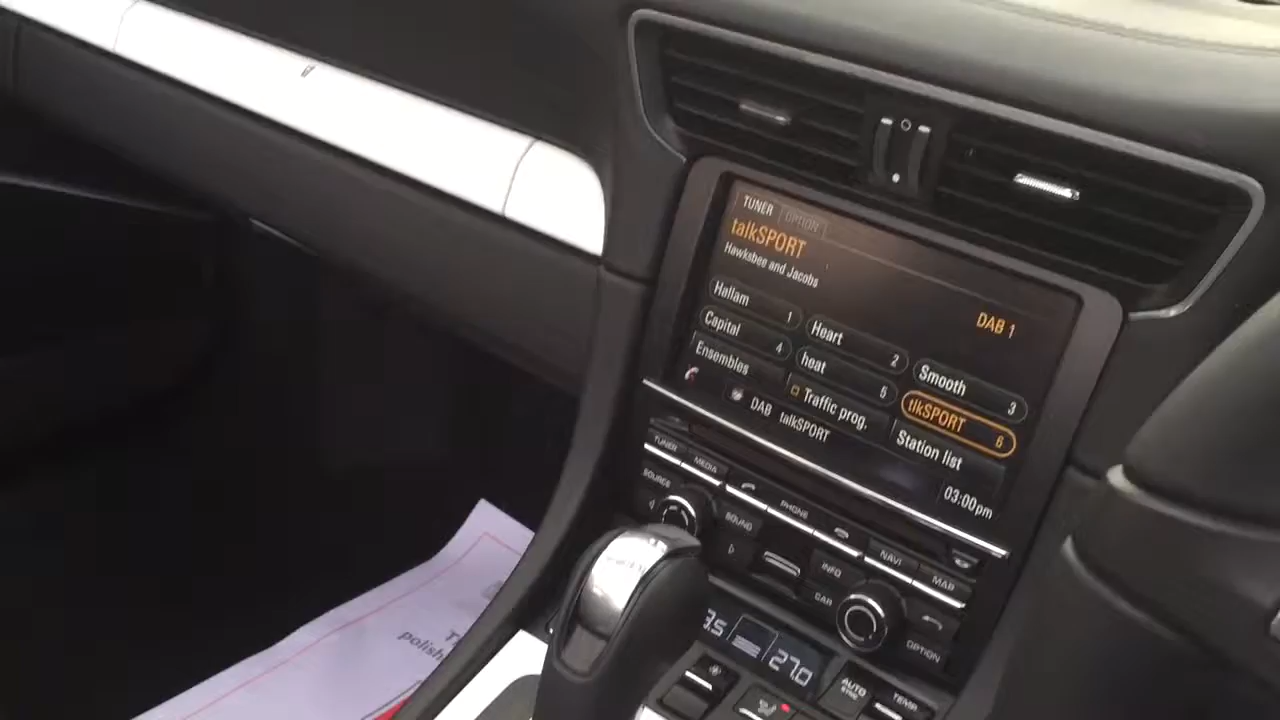 TUNER OPTION
talkSPORT
Hawksbee and Jacobs
DAB 1
Hallam 1
Heart 2
Smooth 3
Capital 4
heat 5
tlkSPORT 6
Ensembles
Traffic prog.
Station list
DAB talkSPORT
03:00pm
TUNER MEDIA PHONE NAVI MAP
SOURCE SOUND INFO
CAR OPTION
27.0
AUTO
TEMP
polish